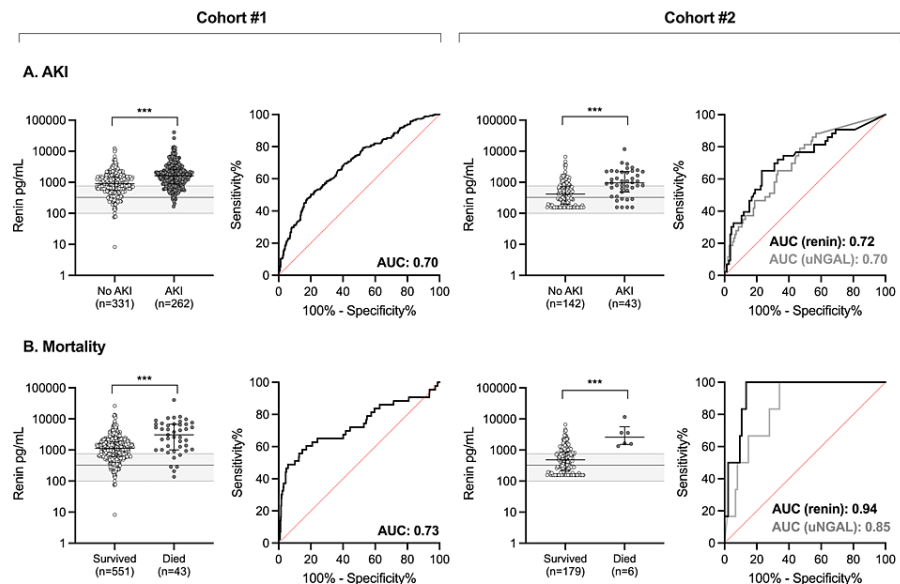 Cohort #1
Cohort #2
A. AKI
Renin pg/mL
100000
10000
1000
100
10
1
***
No AKI
(n=331)
AKI
(n=262)
Sensitivity%
100
80
60
40
20
0
AUC: 0.70
0 20 40 60 80 100
100% - Specificity%
Renin pg/mL
100000
10000
1000
100
10
1
***
No AKI
(n=142)
AKI
(n=43)
Sensitivity%
100
80
60
40
20
0
AUC (renin): 0.72
AUC (uNGAL): 0.70
0 20 40 60 80 100
100% - Specificity%
B. Mortality
Renin pg/mL
100000
10000
1000
100
10
1
***
Survived
(n=551)
Died
(n=43)
Sensitivity%
100
80
60
40
20
0
AUC: 0.73
0 20 40 60 80 100
100% - Specificity%
Renin pg/mL
100000
10000
1000
100
10
1
***
Survived
(n=179)
Died
(n=6)
Sensitivity%
100
80
60
40
20
0
AUC (renin): 0.94
AUC (uNGAL): 0.85
0 20 40 60 80 100
100% - Specificity%